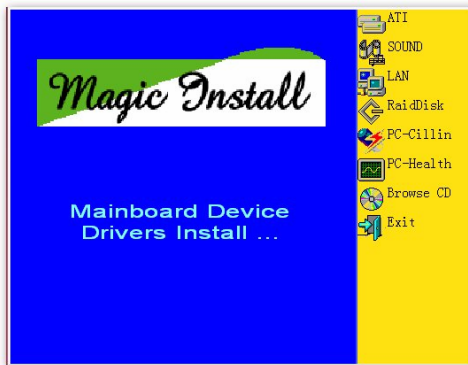 Magic Install
Mainboard Device
Drivers Install ...
ATI
SOUND
LAN
RaidDisk
PC-Cillin
PC-Health
Browse CD
Exit